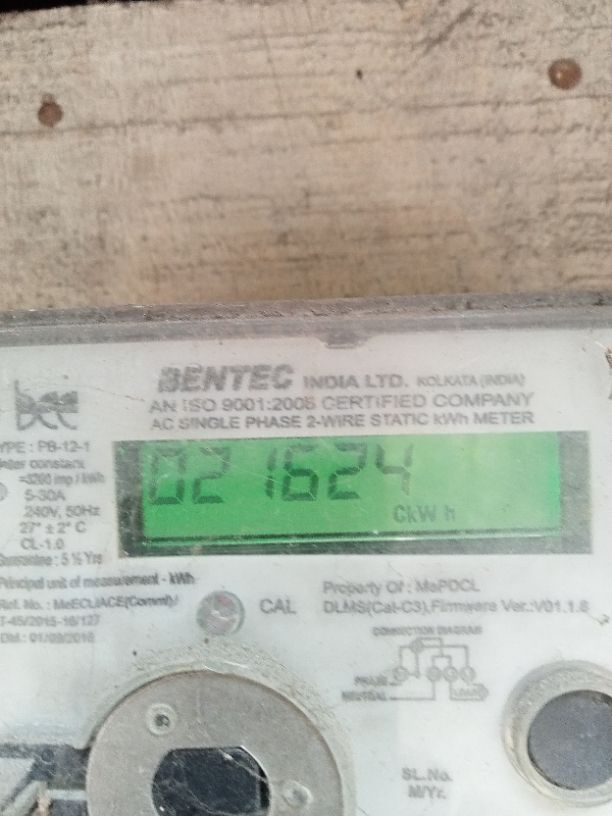 BENTEC INDIA LTD. KOLKATA (INDIA)
AN ISO 9001:2008 CERTIFIED COMPANY
AC SINGLE PHASE 2-WIRE STATIC kWh METER
bee
YPE : PB-12-1
eter constant
=3200 imp / kWh
5-30A
240V, 50Hz
27° ± 2° C
CL-1.0
Guarantee : 5 ½ Yrs
021624
CkWh
Principal unit of measurement - kWh
Ref. No. : MeECL/ACE(Comml)/
T-45/2015-16/127
DM.: 01/09/2016
CAL
Property Of : MePDCL
DLMS(Cat-C3),Firmware Ver.:V01.1.6
CONNECTION DIAGRAM
PHASE
NEUTRAL
LOAD
SL.No.
M/Yr.